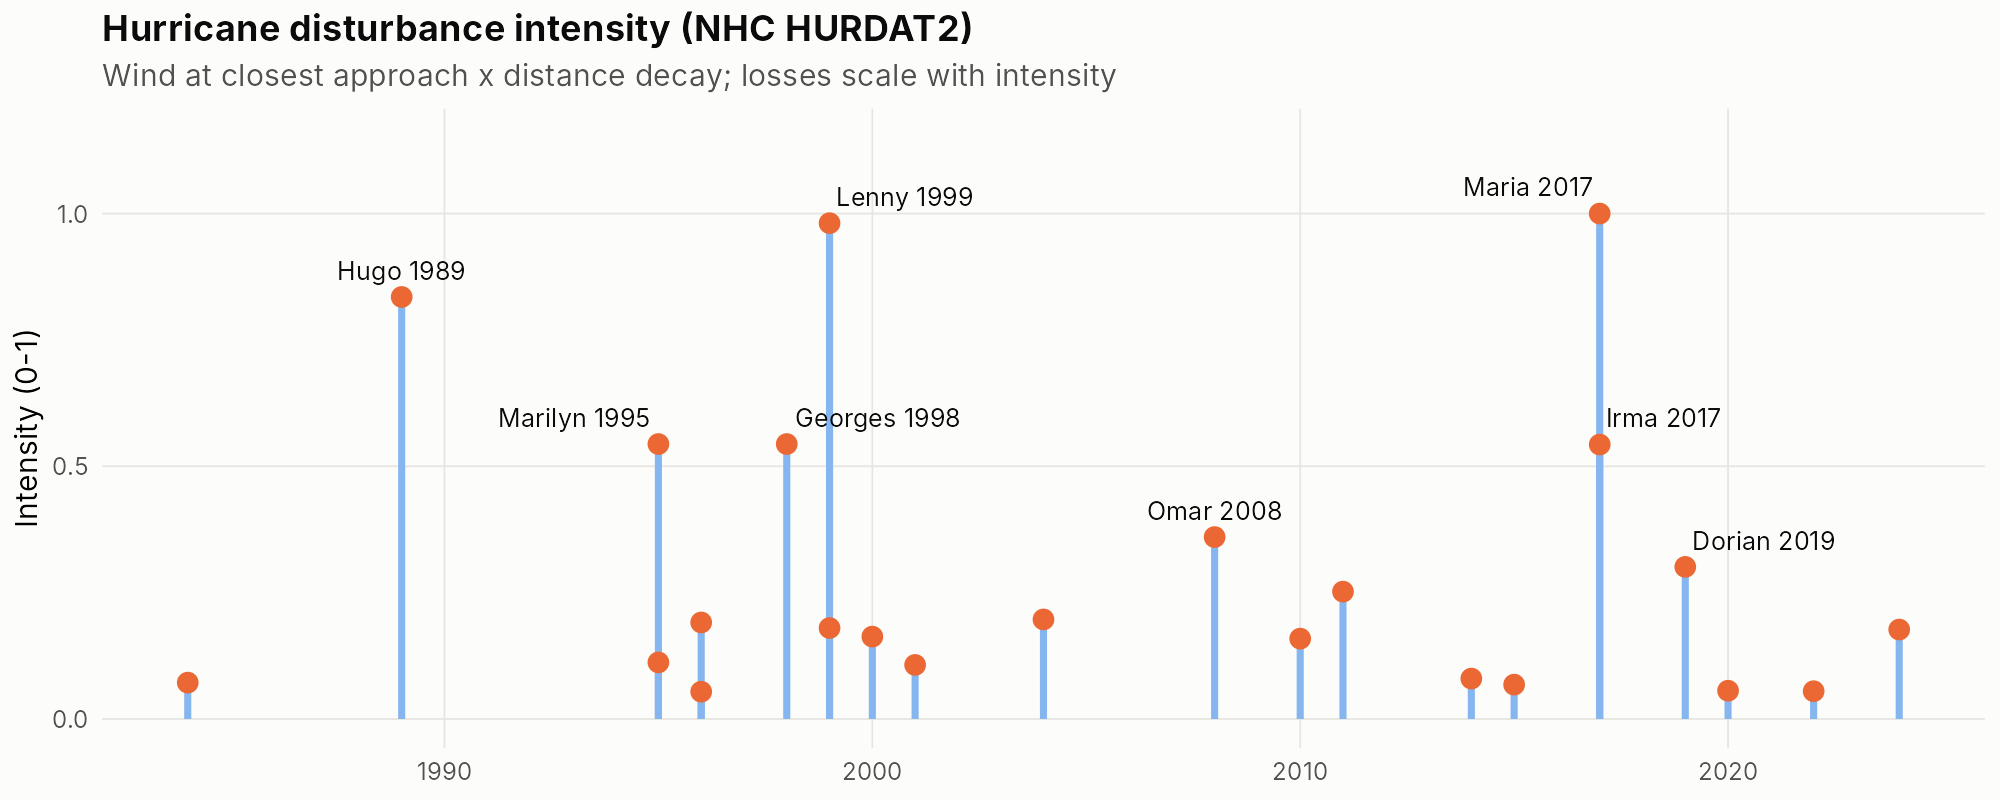 Hurricane disturbance intensity (NHC HURDAT2)
Wind at closest approach x distance decay; losses scale with intensity
Intensity (0-1)
1.0
0.5
0.0
Lenny 1999
Maria 2017
Hugo 1989
Marilyn 1995
Georges 1998
Irma 2017
Omar 2008
Dorian 2019
1990
2000
2010
2020